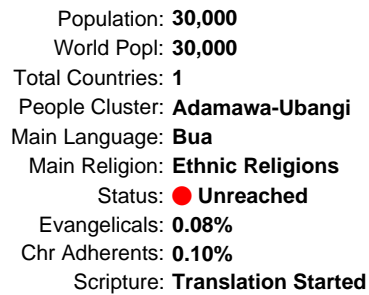 Population: 30,000
World Popl: 30,000
Total Countries: 1
People Cluster: Adamawa-Ubangi
Main Language: Bua
Main Religion: Ethnic Religions
Status: Unreached
Evangelicals: 0.08%
Chr Adherents: 0.10%
Scripture: Translation Started